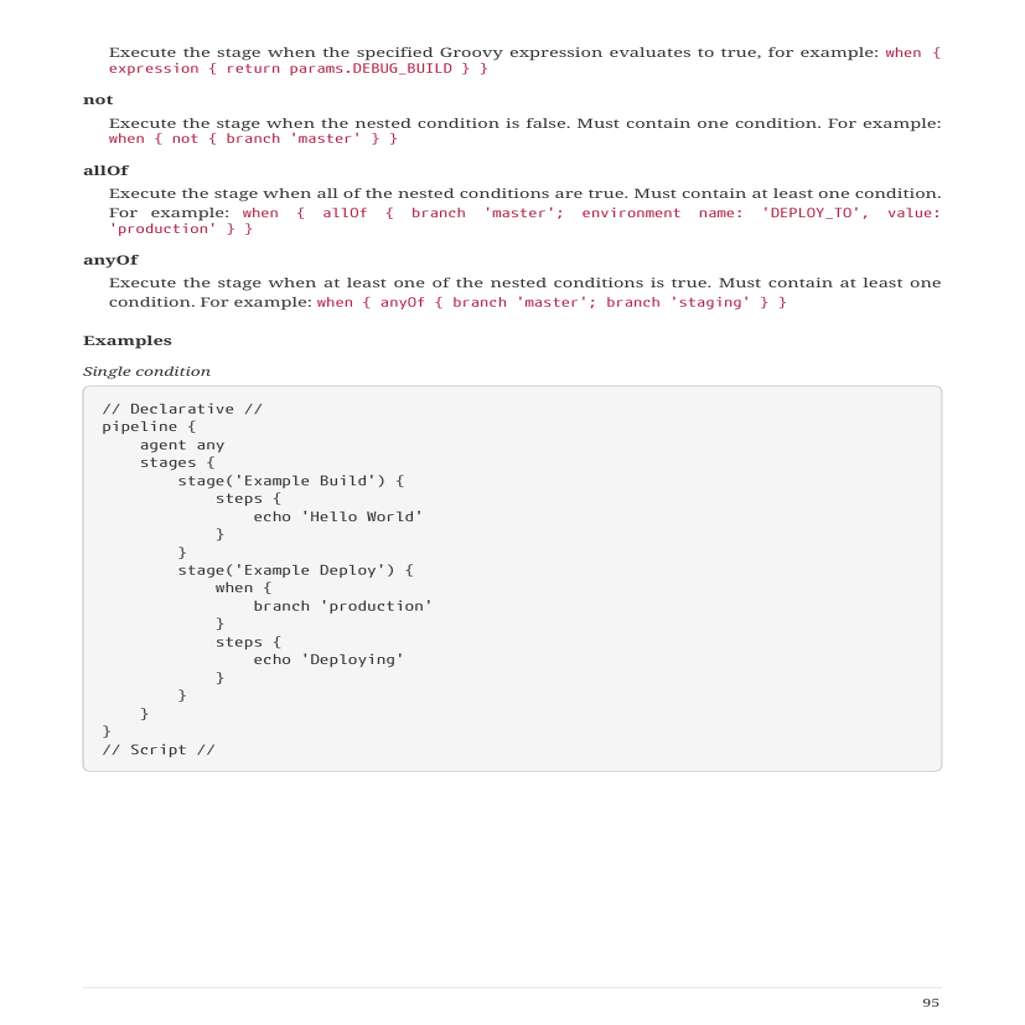 Execute the stage when the specified Groovy expression evaluates to true, for example: when {
expression { return params.DEBUG_BUILD } }
not
Execute the stage when the nested condition is false. Must contain one condition. For example:
when { not { branch 'master' } }
allOf
Execute the stage when all of the nested conditions are true. Must contain at least one condition.
For example: when { allOf { branch 'master'; environment name: 'DEPLOY_TO', value:
'production' } }
anyOf
Execute the stage when at least one of the nested conditions is true. Must contain at least one
condition. For example: when { anyOf { branch 'master'; branch 'staging' } }
Examples
Single condition
// Declarative //
pipeline {
    agent any
    stages {
        stage('Example Build') {
            steps {
                echo 'Hello World'
            }
        }
        stage('Example Deploy') {
            when {
                branch 'production'
            }
            steps {
                echo 'Deploying'
            }
        }
    }
}
// Script //
95